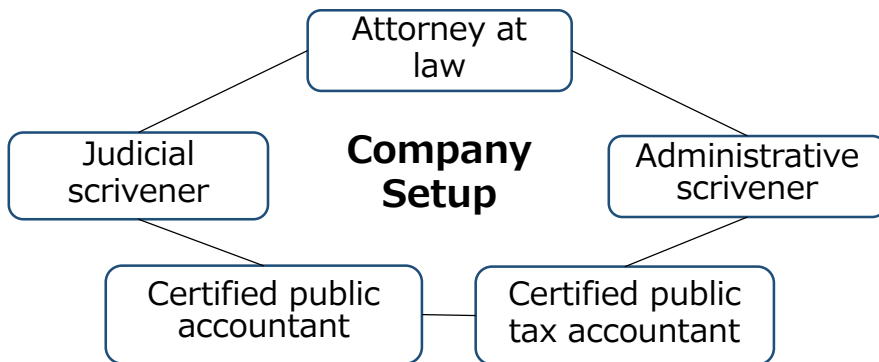 Attorney at
law
Judicial
scrivener
Company
Setup
Administrative
scrivener
Certified public
accountant
Certified public
tax accountant